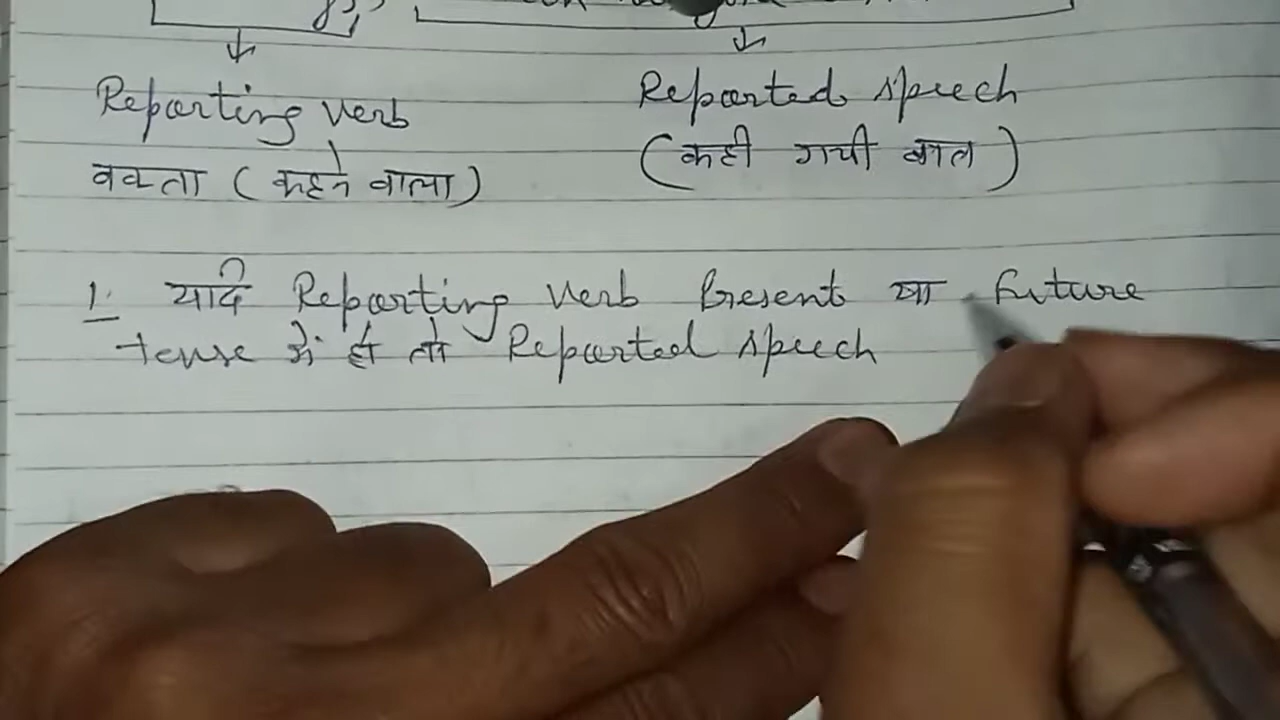 Reporting verb
Reported speech
वक्ता ( कहने वाला )
( कही गयी बात )
1. यदि Reporting verb Present या Future
tense में हो तो Reported speech